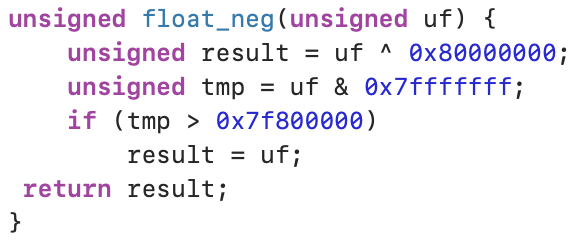 unsigned float_neg(unsigned uf) {
    unsigned result = uf ^ 0x80000000;
    unsigned tmp = uf & 0x7fffffff;
    if (tmp > 0x7f800000)
        result = uf;
 return result;
}